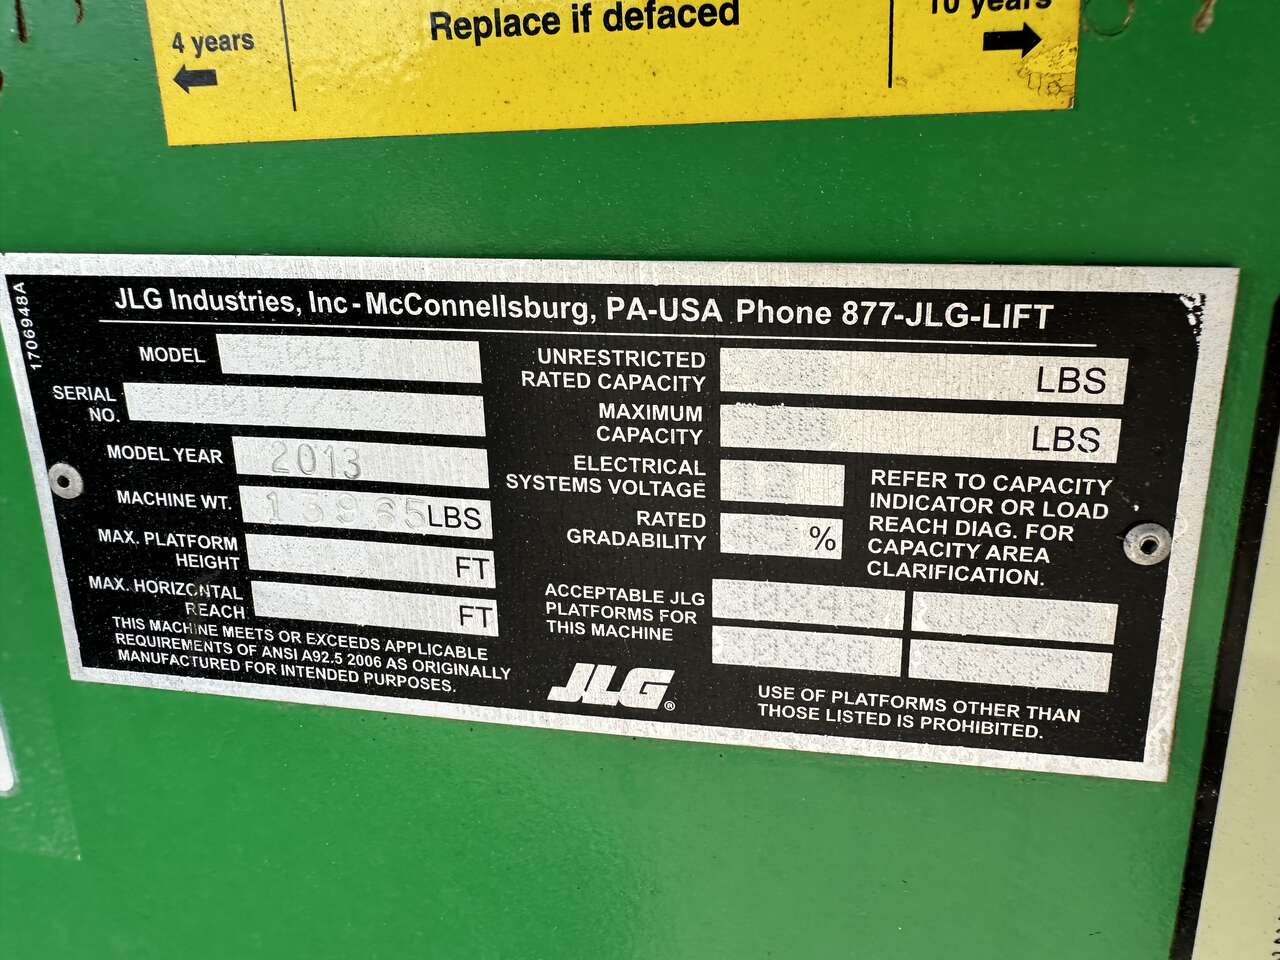 4 years
Replace if defaced
10 years
1706948A
JLG Industries, Inc - McConnellsburg, PA-USA Phone 877-JLG-LIFT
MODEL
SERIAL
NO.
MODEL YEAR 2013
MACHINE WT. 13965 LBS
MAX. PLATFORM
HEIGHT FT
MAX. HORIZONTAL
REACH FT
THIS MACHINE MEETS OR EXCEEDS APPLICABLE
REQUIREMENTS OF ANSI A92.5 2006 AS ORIGINALLY
MANUFACTURED FOR INTENDED PURPOSES.
UNRESTRICTED
RATED CAPACITY LBS
MAXIMUM
CAPACITY 500 LBS
ELECTRICAL
SYSTEMS VOLTAGE 12
RATED
GRADABILITY 45 %
REFER TO CAPACITY
INDICATOR OR LOAD
REACH DIAG. FOR
CAPACITY AREA
CLARIFICATION.
ACCEPTABLE JLG
PLATFORMS FOR
THIS MACHINE
JLG®
USE OF PLATFORMS OTHER THAN
THOSE LISTED IS PROHIBITED.